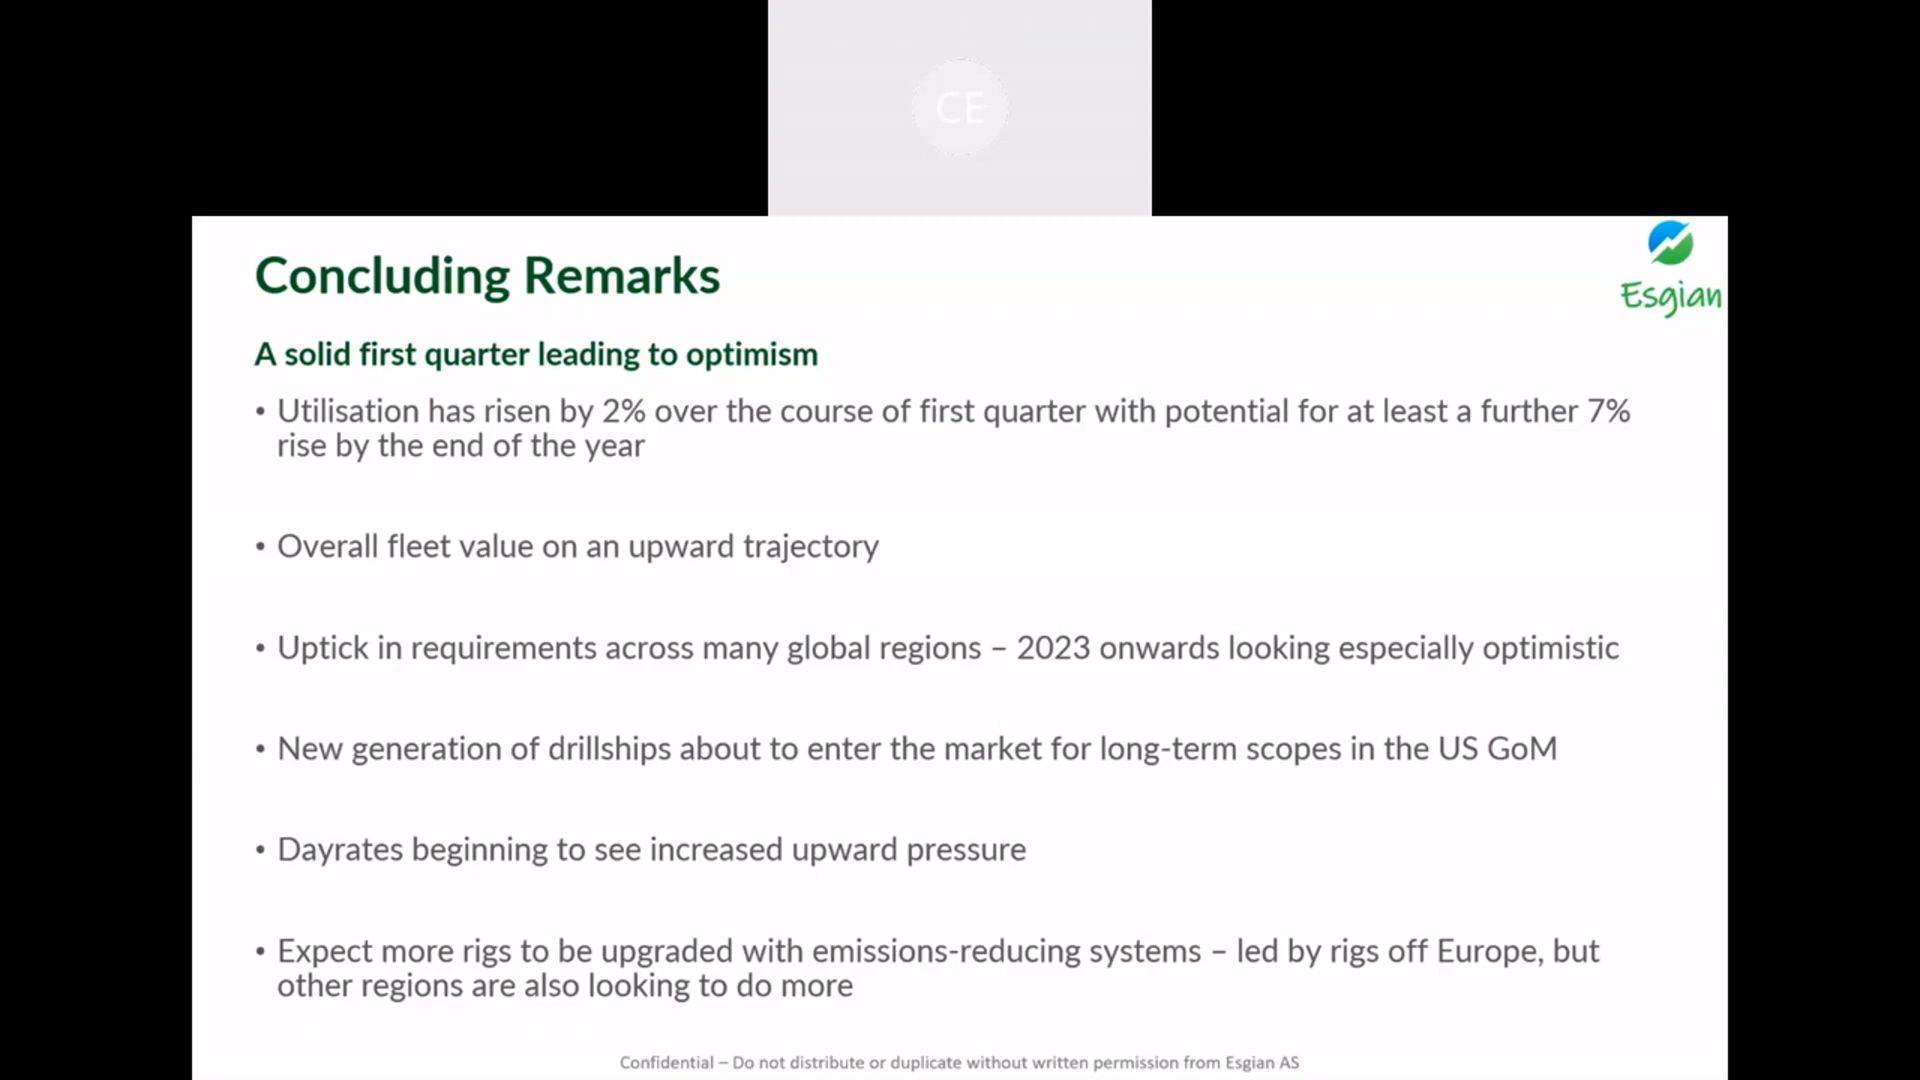 CE
Concluding Remarks
Esgian
A solid first quarter leading to optimism
• Utilisation has risen by 2% over the course of first quarter with potential for at least a further 7%
rise by the end of the year
• Overall fleet value on an upward trajectory
• Uptick in requirements across many global regions – 2023 onwards looking especially optimistic
• New generation of drillships about to enter the market for long-term scopes in the US GoM
• Dayrates beginning to see increased upward pressure
• Expect more rigs to be upgraded with emissions-reducing systems – led by rigs off Europe, but
other regions are also looking to do more
Confidential – Do not distribute or duplicate without written permission from Esgian AS